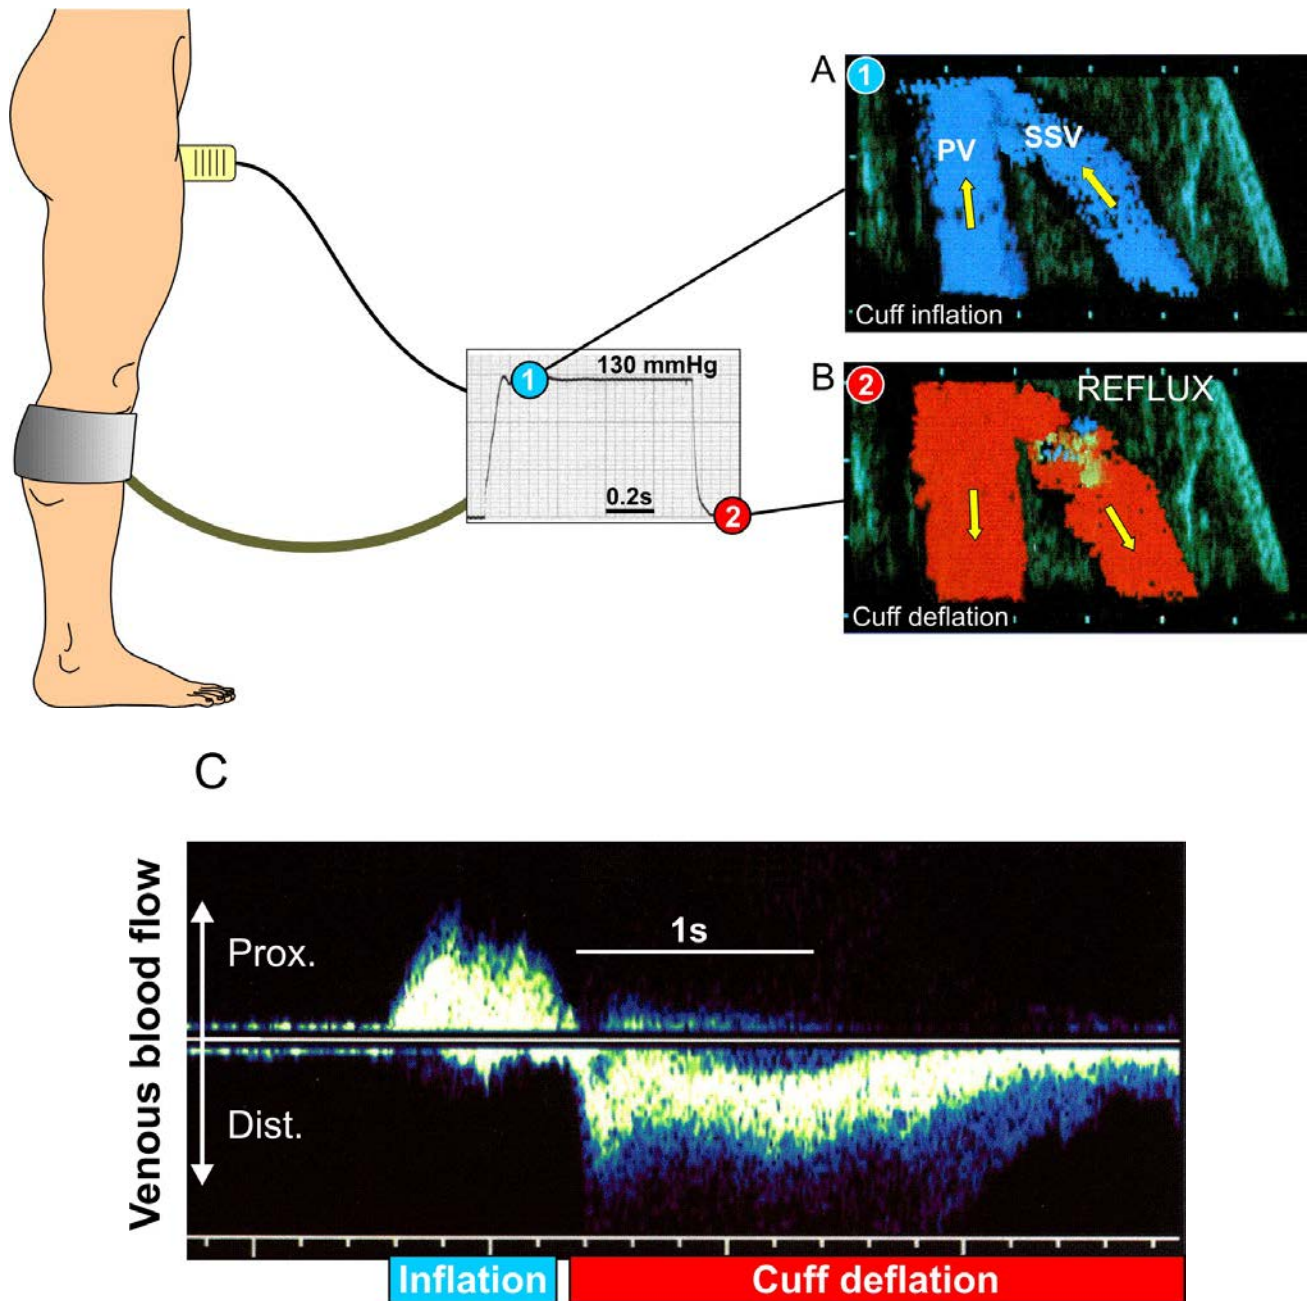 A
1
PV
SSV
Cuff inflation
1
130 mmHg
0.2s
2
B
2
REFLUX
Cuff deflation
C
Venous blood flow
Prox.
Dist.
1s
Inflation
Cuff deflation